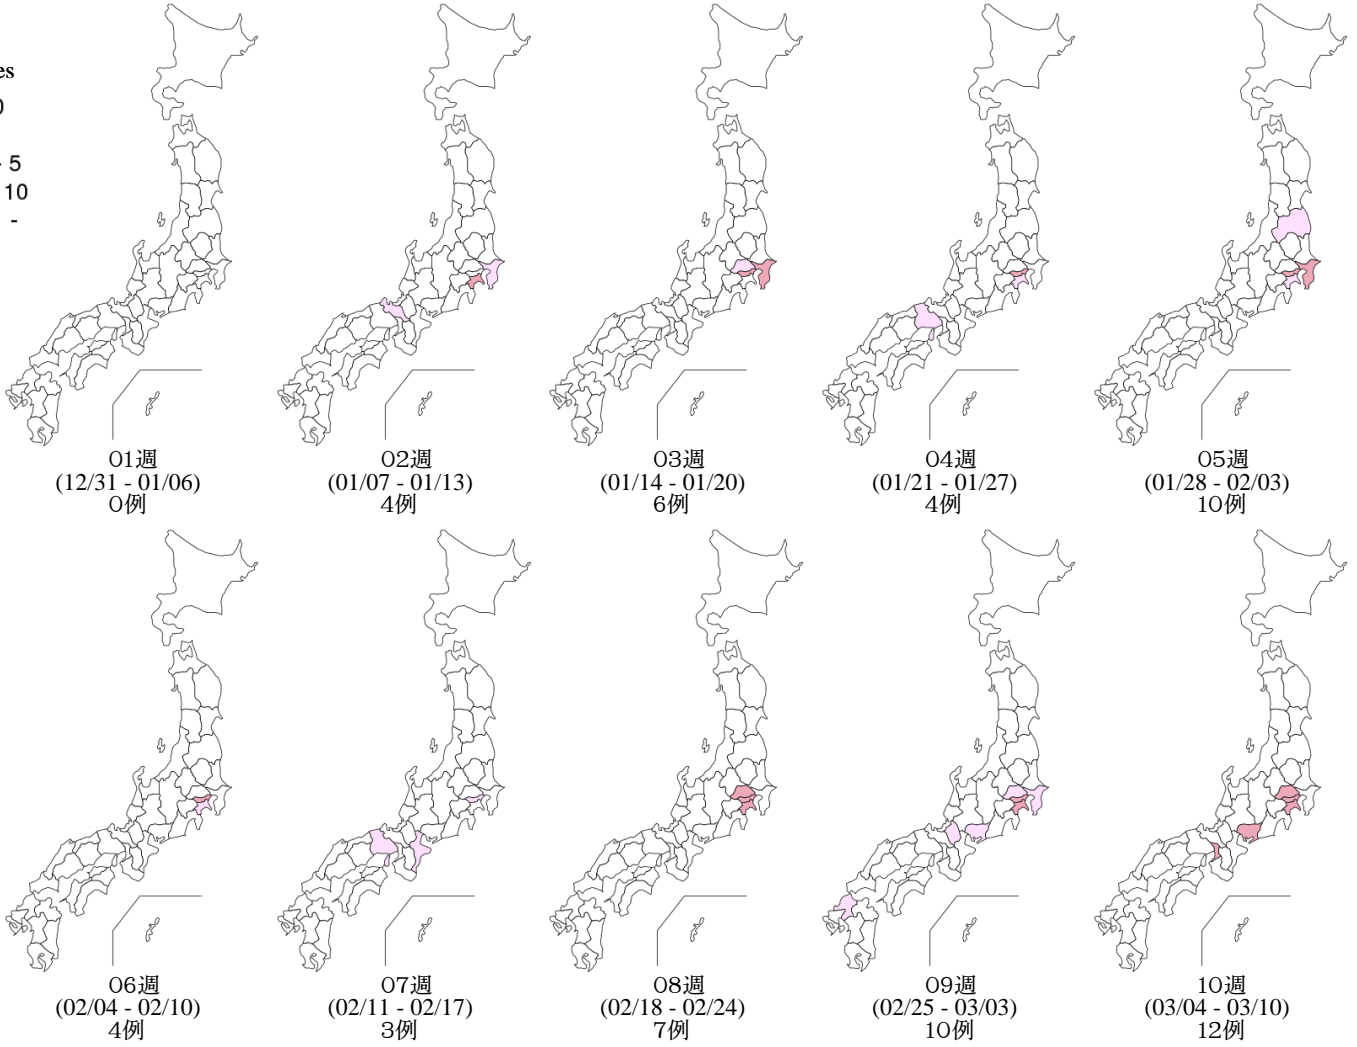 es
0
- 5
10
-
01週
(12/31 - 01/06)
0例
02週
(01/07 - 01/13)
4例
03週
(01/14 - 01/20)
6例
04週
(01/21 - 01/27)
4例
05週
(01/28 - 02/03)
10例
06週
(02/04 - 02/10)
4例
07週
(02/11 - 02/17)
3例
08週
(02/18 - 02/24)
7例
09週
(02/25 - 03/03)
10例
10週
(03/04 - 03/10)
12例